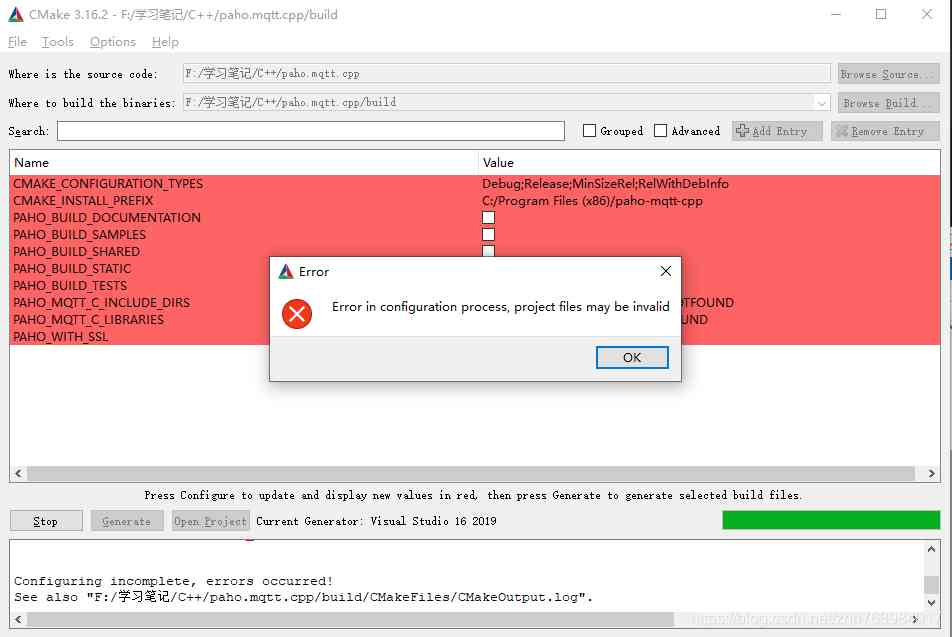 CMake 3.16.2 - F:/学习笔记/C++/paho.mqtt.cpp/build
File Tools Options Help
Where is the source code: F:/学习笔记/C++/paho.mqtt.cpp Browse Source...
Where to build the binaries: F:/学习笔记/C++/paho.mqtt.cpp/build Browse Build...
Search: Grouped Advanced Add Entry Remove Entry
Name Value
CMAKE_CONFIGURATION_TYPES Debug;Release;MinSizeRel;RelWithDebInfo
CMAKE_INSTALL_PREFIX C:/Program Files (x86)/paho-mqtt-cpp
PAHO_BUILD_DOCUMENTATION
PAHO_BUILD_SAMPLES
PAHO_BUILD_SHARED
PAHO_BUILD_STATIC
PAHO_BUILD_TESTS
PAHO_MQTT_C_INCLUDE_DIRS OTFOUND
PAHO_MQTT_C_LIBRARIES UND
PAHO_WITH_SSL
Error
Error in configuration process, project files may be invalid
OK
Press Configure to update and display new values in red, then press Generate to generate selected build files.
Stop Generate Open Project Current Generator: Visual Studio 16 2019
Configuring incomplete, errors occurred!
See also "F:/学习笔记/C++/paho.mqtt.cpp/build/CMakeFiles/CMakeOutput.log".